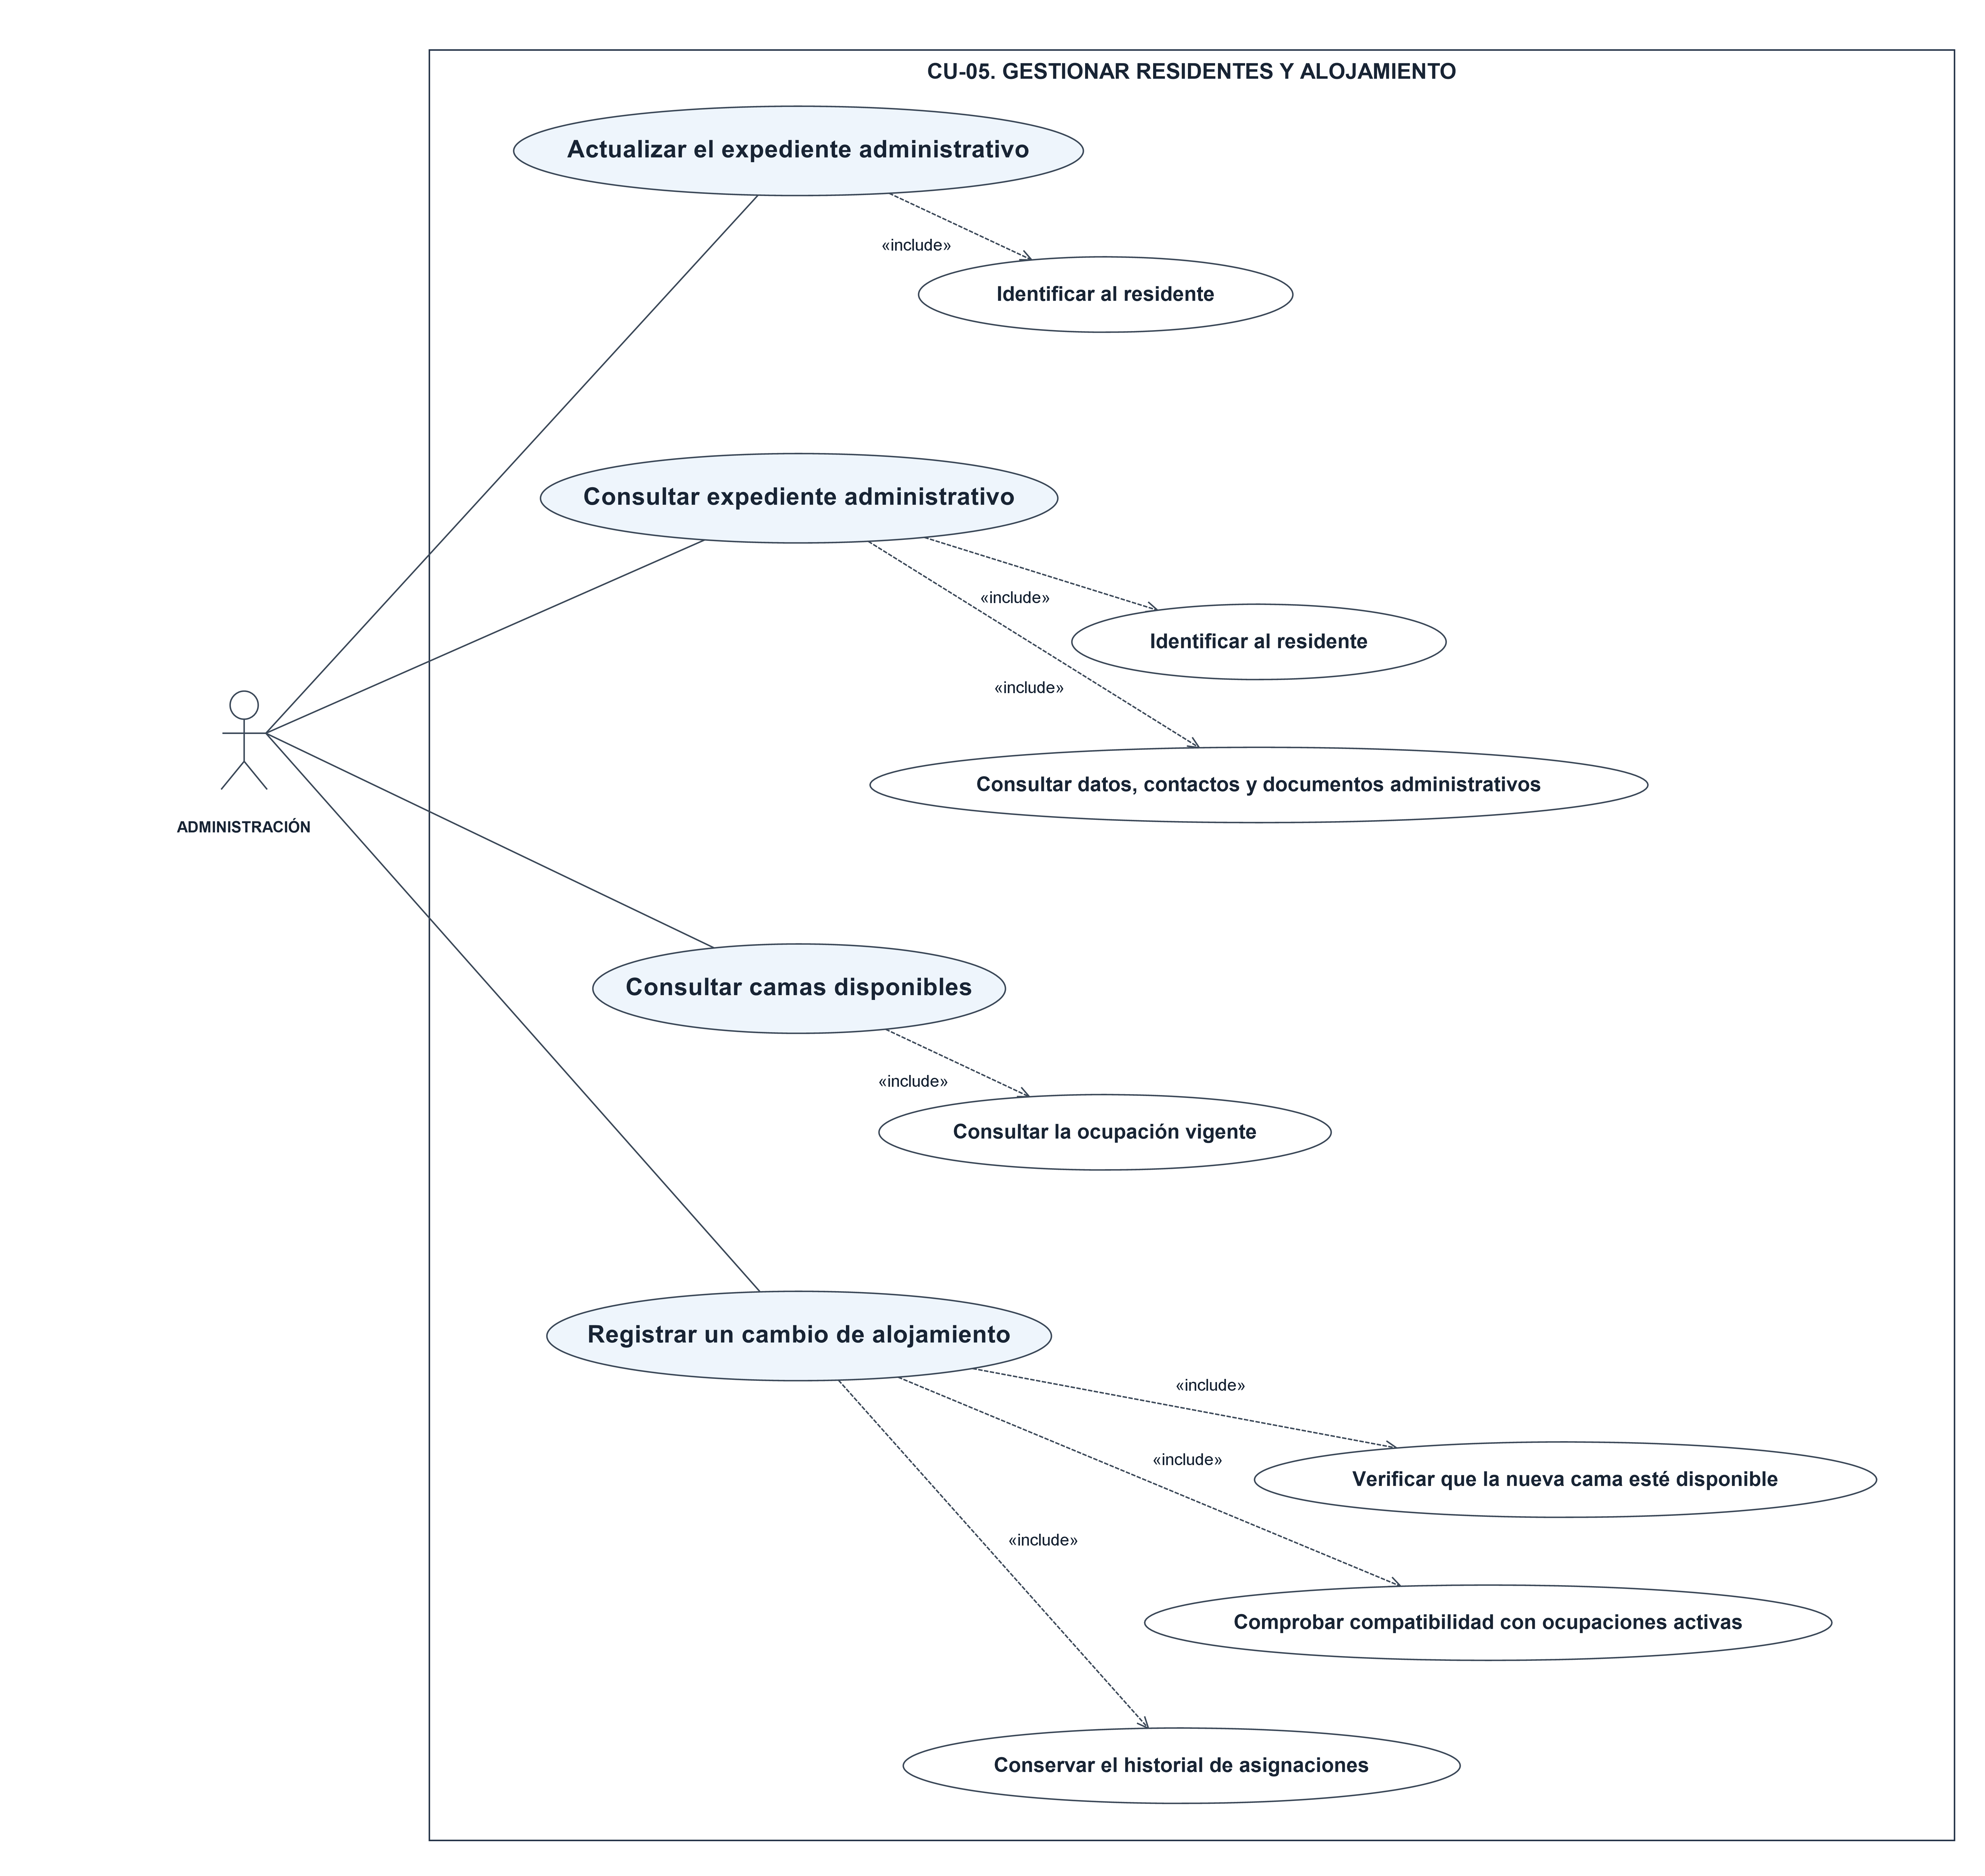 CU-05. GESTIONAR RESIDENTES Y ALOJAMIENTO
Actualizar el expediente administrativo
«include»
Identificar al residente
Consultar expediente administrativo
«include»
Identificar al residente
«include»
Consultar datos, contactos y documentos administrativos
ADMINISTRACIÓN
Consultar camas disponibles
«include»
Consultar la ocupación vigente
Registrar un cambio de alojamiento
«include»
«include»
Verificar que la nueva cama esté disponible
«include»
Comprobar compatibilidad con ocupaciones activas
Conservar el historial de asignaciones